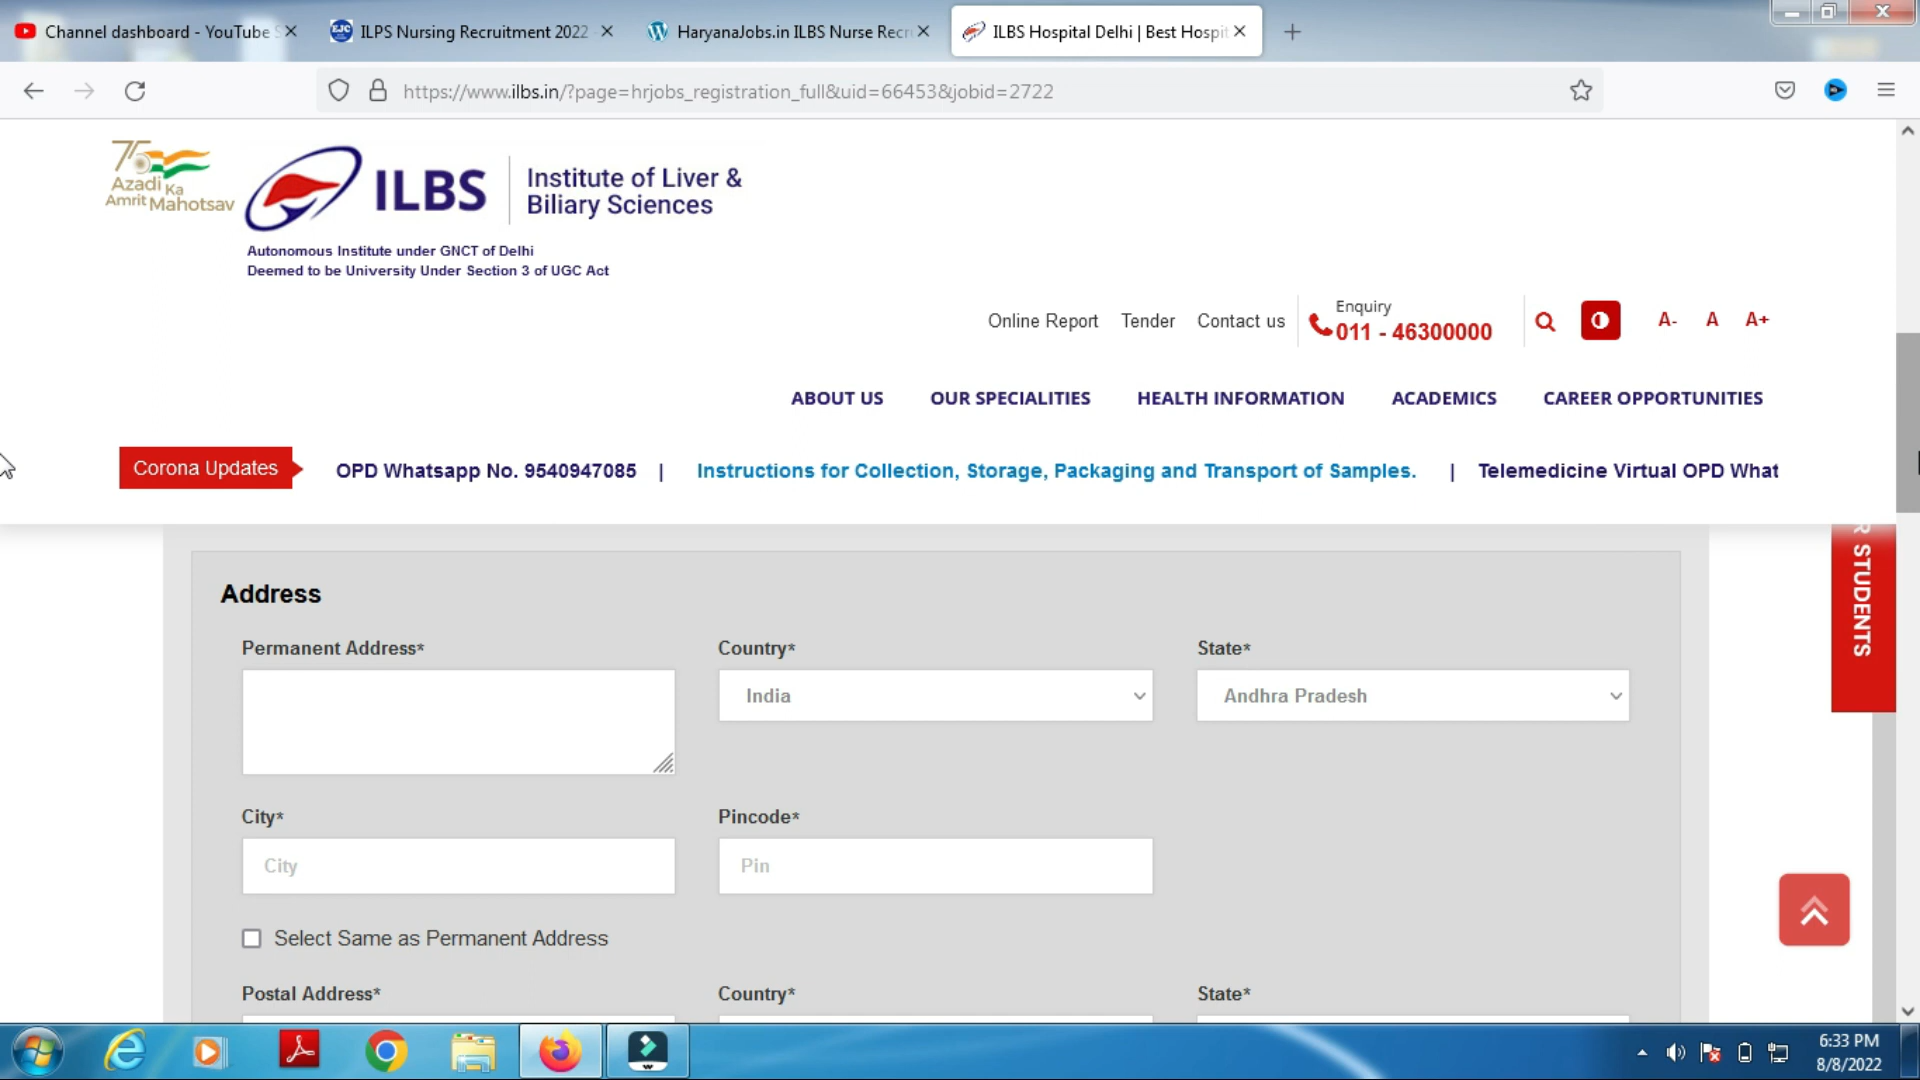 Channel dashboard - YouTube S
ILPS Nursing Recruitment 2022 -
HaryanaJobs.in ILBS Nurse Recr
ILBS Hospital Delhi | Best Hospit
https://www.ilbs.in/?page=hrjobs_registration_full&uid=66453&jobid=2722
75
Azadi Ka
Amrit Mahotsav
ILBS
Institute of Liver &
Biliary Sciences
Autonomous Institute under GNCT of Delhi
Deemed to be University Under Section 3 of UGC Act
Online Report
Tender
Contact us
Enquiry
011 - 46300000
A-
A
A+
ABOUT US
OUR SPECIALITIES
HEALTH INFORMATION
ACADEMICS
CAREER OPPORTUNITIES
Corona Updates
OPD Whatsapp No. 9540947085 | Instructions for Collection, Storage, Packaging and Transport of Samples. | Telemedicine Virtual OPD What
R STUDENTS
Address
Permanent Address*
Country*
State*
India
Andhra Pradesh
City*
Pincode*
City
Pin
Select Same as Permanent Address
Postal Address*
Country*
State*
6:33 PM
8/8/2022